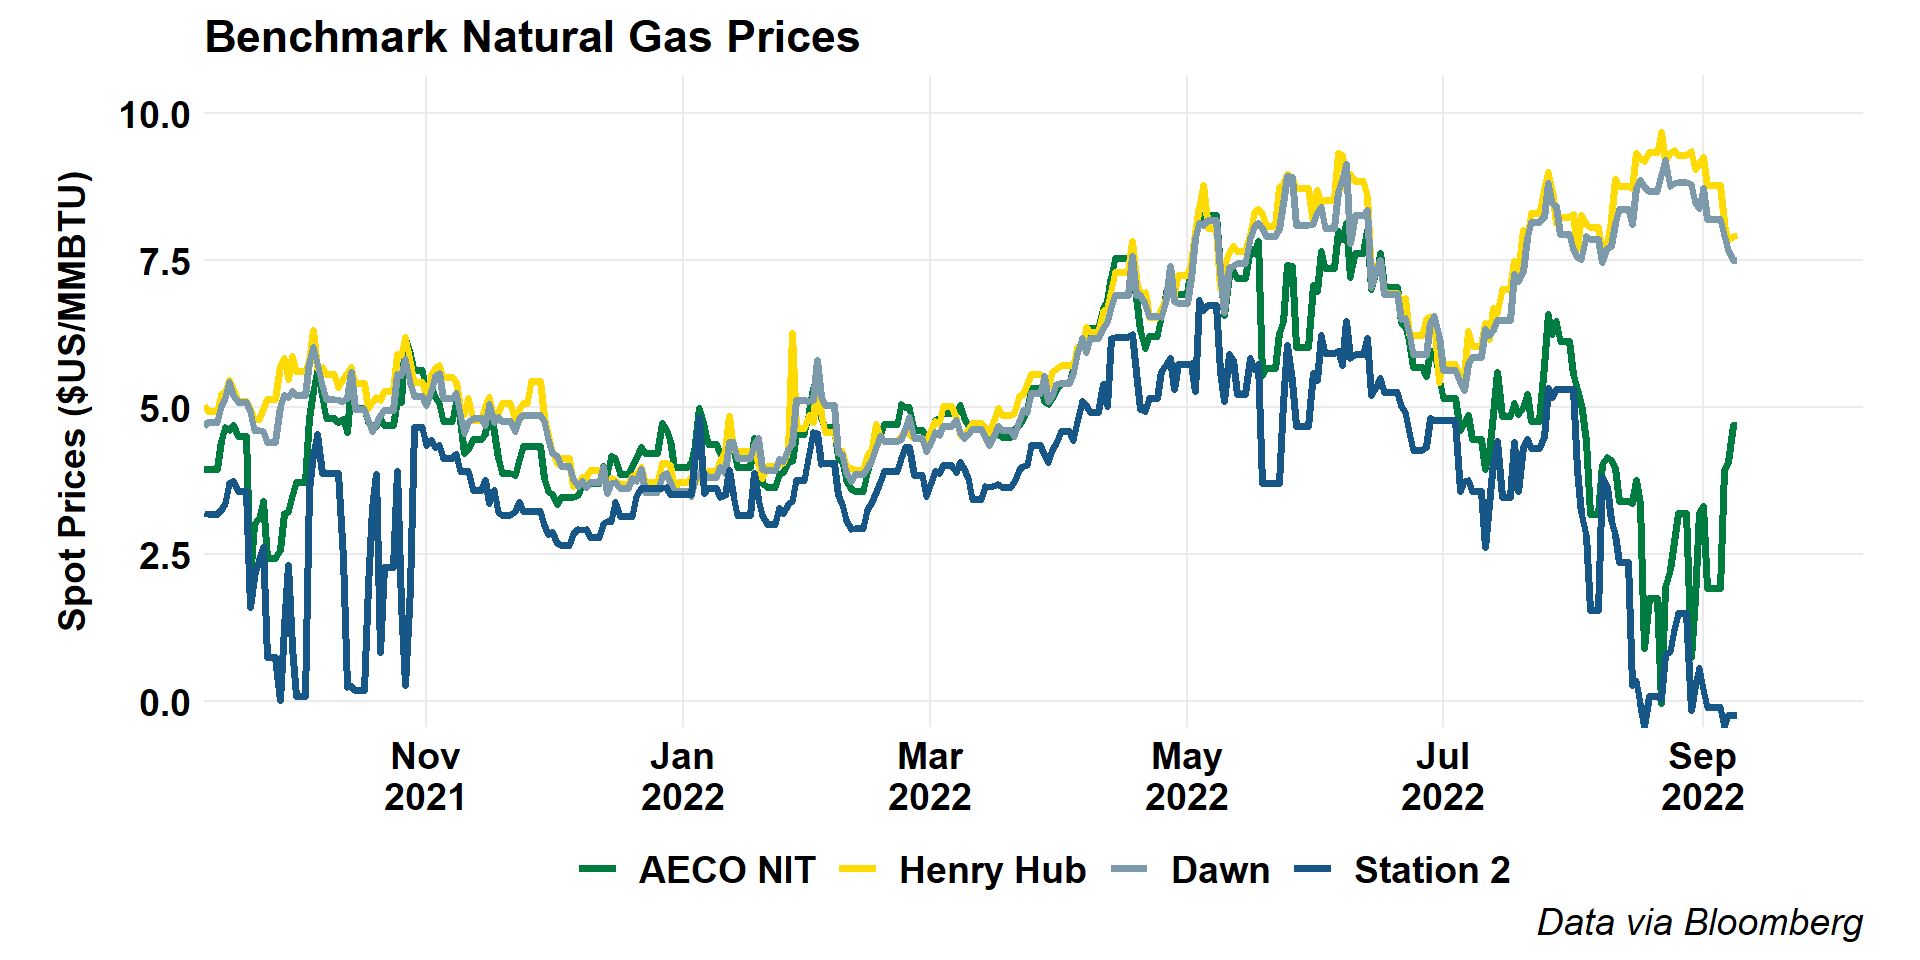 Benchmark Natural Gas Prices
Spot Prices ($US/MMBTU)
10.0
7.5
5.0
2.5
0.0
Nov Jan Mar May Jul Sep
2021 2022 2022 2022 2022 2022
AECO NIT Henry Hub Dawn Station 2
Data via Bloomberg